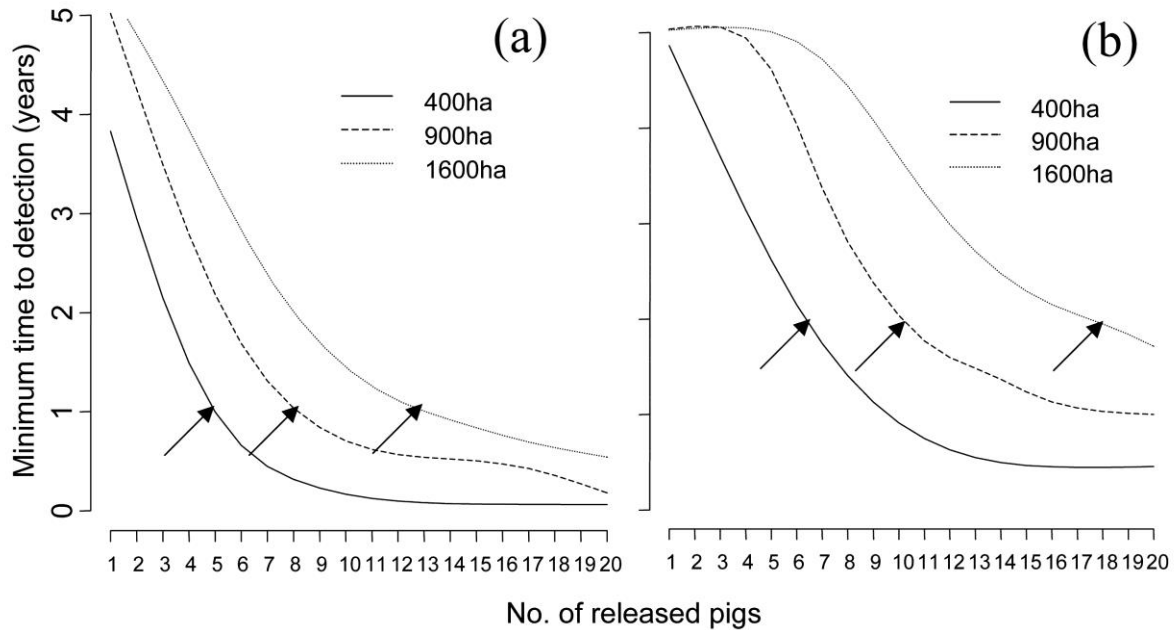 (a)
(b)
Minimum time to detection (years)
5
4
3
2
1
0
400ha
900ha
1600ha
400ha
900ha
1600ha
1 2 3 4 5 6 7 8 9 10 11 12 13 14 15 16 17 18 19 20
1 2 3 4 5 6 7 8 9 10 11 12 13 14 15 16 17 18 19 20
No. of released pigs